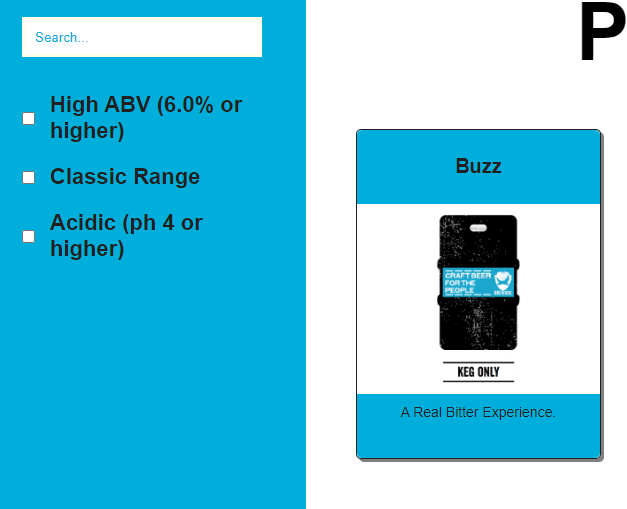 Search...
High ABV (6.0% or
higher)
Classic Range
Acidic (ph 4 or
higher)
P
Buzz
CRAFT BEER
FOR THE
PEOPLE
KEG ONLY
A Real Bitter Experience.